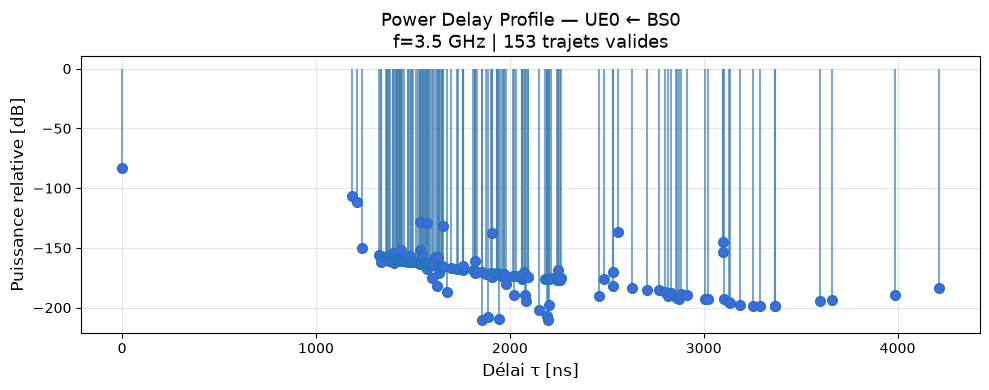 Power Delay Profile — UE0 ← BS0
f=3.5 GHz | 153 trajets valides
Puissance relative [dB]
0
−50
−100
−150
−200
0 1000 2000 3000 4000
Délai τ [ns]